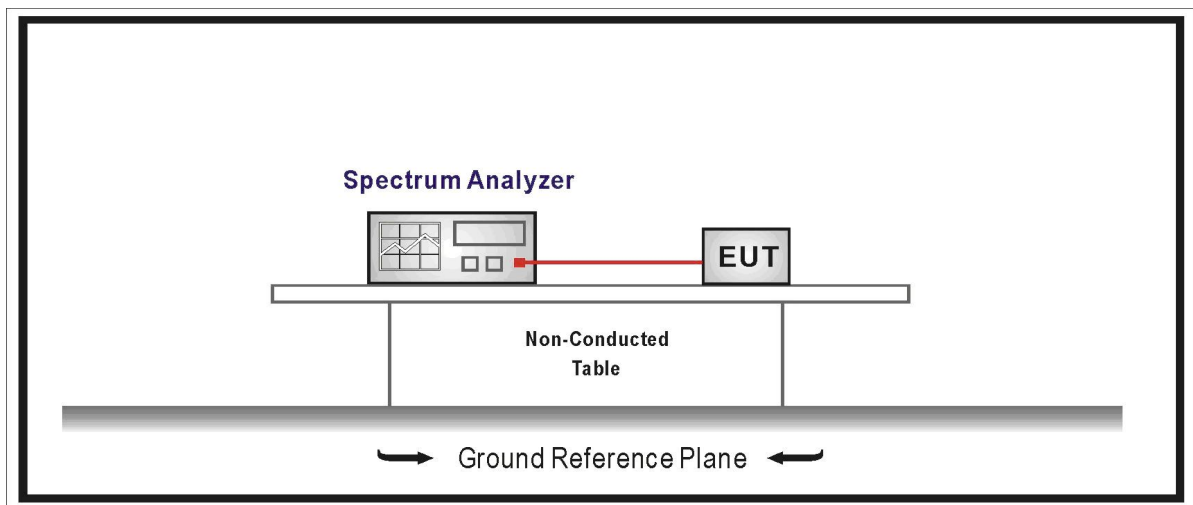 Spectrum Analyzer
EUT
Non-Conducted
Table
Ground Reference Plane